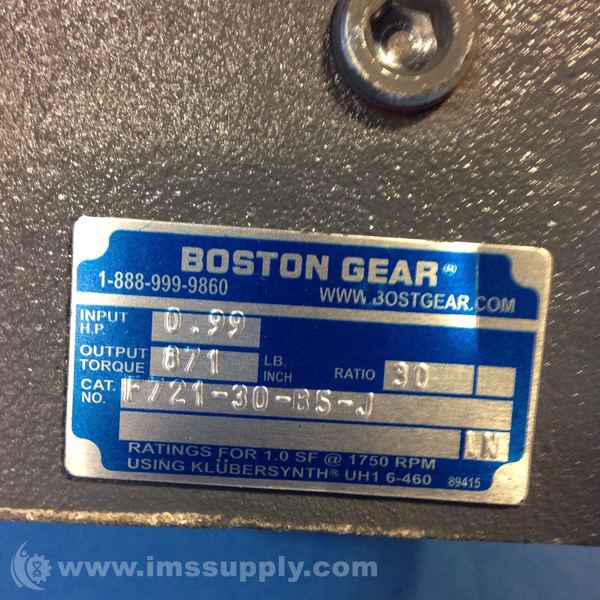 BOSTON GEAR®
1-888-999-9860
WWW.BOSTGEAR.COM
INPUT H.P. 0.99
OUTPUT TORQUE 871 LB. INCH RATIO 30
CAT. NO. F721-30-B5-J
JN
RATINGS FOR 1.0 SF @ 1750 RPM
USING KLÜBERSYNTH® UH1 6-460 89415
www.imssupply.com